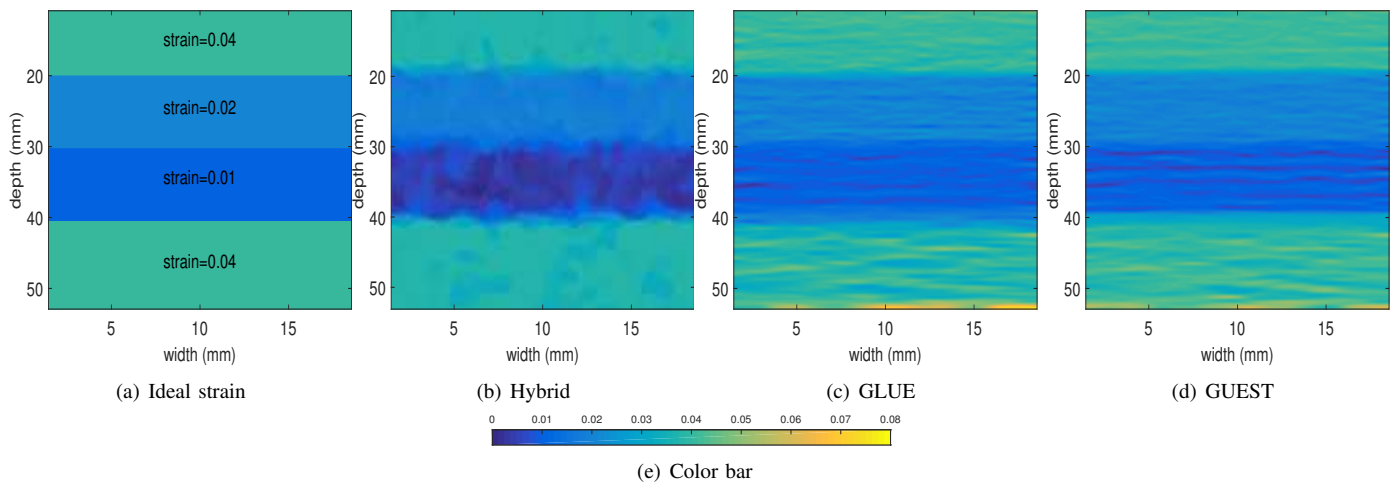 strain=0.04
strain=0.02
strain=0.01
strain=0.04
20
30
40
50
depth (mm)
5 10 15
width (mm)
(a) Ideal strain
20
30
40
50
depth (mm)
5 10 15
width (mm)
(b) Hybrid
20
30
40
50
depth (mm)
5 10 15
width (mm)
(c) GLUE
20
30
40
50
depth (mm)
5 10 15
width (mm)
(d) GUEST
0 0.01 0.02 0.03 0.04 0.05 0.06 0.07 0.08
(e) Color bar